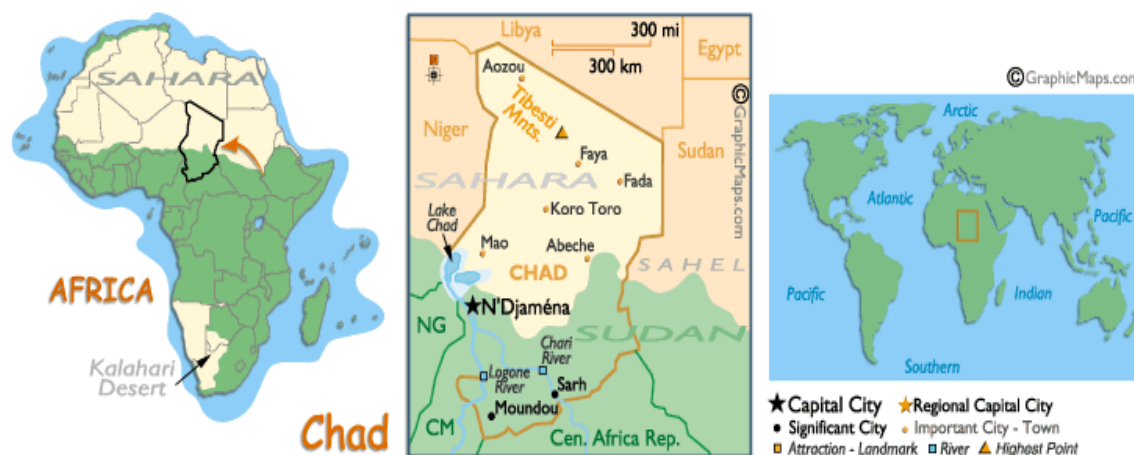 SAHARA
AFRICA
Kalahari
Desert
Chad
Libya
300 mi
300 km
Egypt
Aozou
Tibesti
Mnts.
Niger
Faya
Sudan
SAHARA
Fada
Koro Toro
Lake
Chad
Mao
Abeche
CHAD
SAHEL
N'Djaména
NG
SUDAN
Chari
River
Logone
River
Sarh
Moundou
CM
Cen. Africa Rep.
©GraphicMaps.com
©GraphicMaps.com
Arctic
Atlantic
Pacific
Pacific
Indian
Southern
Capital City
Regional Capital City
Significant City
Important City - Town
Attraction - Landmark
River
Highest Point